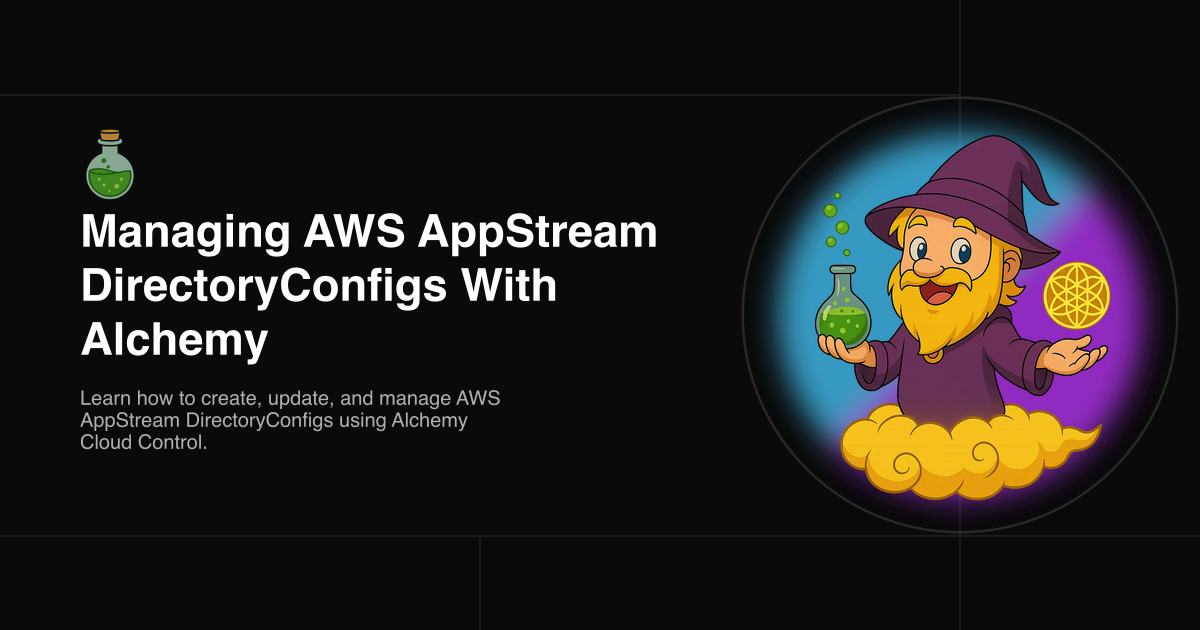 Managing AWS AppStream
DirectoryConfigs With
Alchemy
Learn how to create, update, and manage AWS
AppStream DirectoryConfigs using Alchemy
Cloud Control.